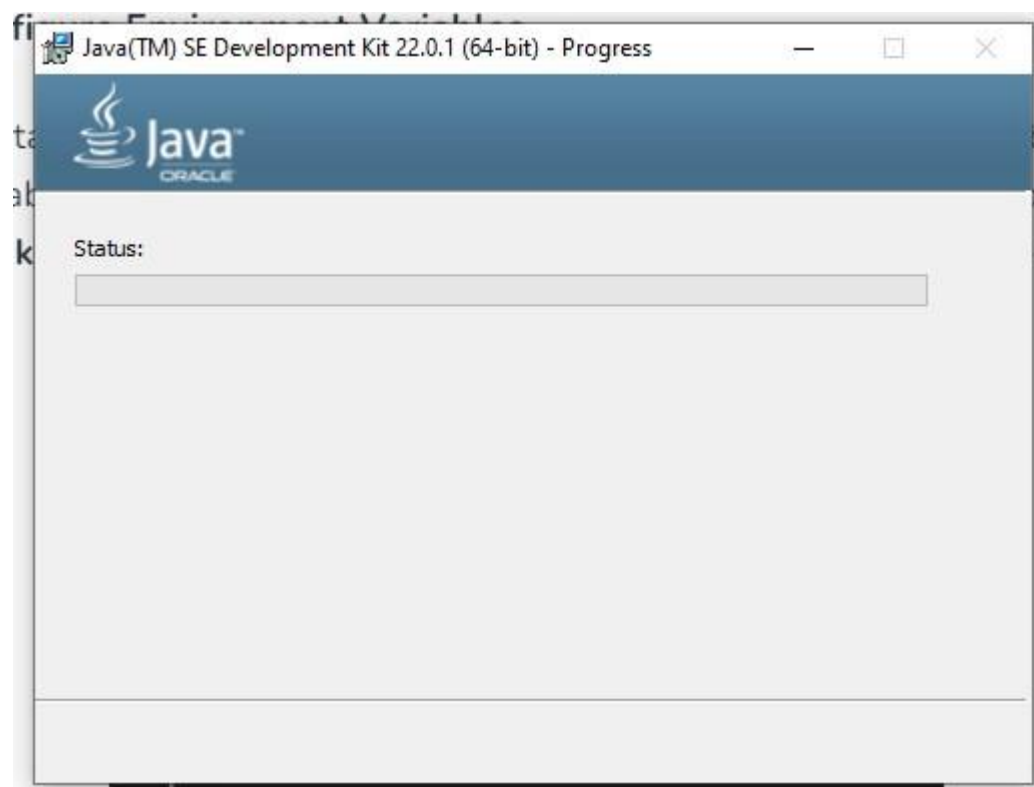 Java(TM) SE Development Kit 22.0.1 (64-bit) - Progress
Java
ORACLE
Status: